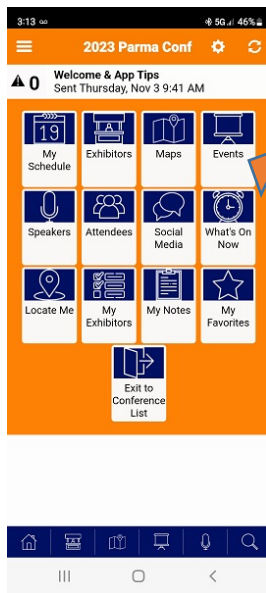 3:13 5G 46%
2023 Parma Conf
0 Welcome & App Tips
Sent Thursday, Nov 3 9:41 AM
19
My Schedule
Exhibitors
Maps
Events
Speakers
Attendees
Social Media
What's On Now
Locate Me
My Exhibitors
My Notes
My Favorites
Exit to Conference List